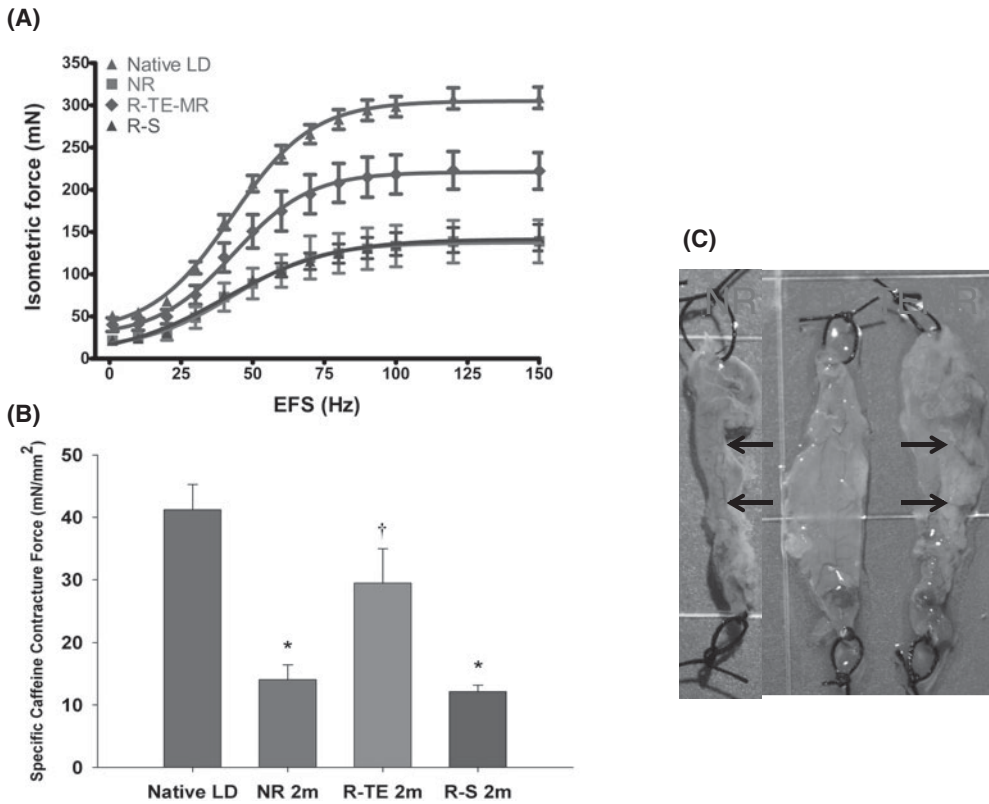 (A)
Isometric force (mN)
350
300
250
200
150
100
50
0
Native LD
NR
R-TE-MR
R-S
0
25
50
75
100
125
150
EFS (Hz)
(B)
Specific Caffeine Contracture Force (mN/mm²)
50
40
30
20
10
0
*
†
*
Native LD
NR 2m
R-TE 2m
R-S 2m
(C)
NR